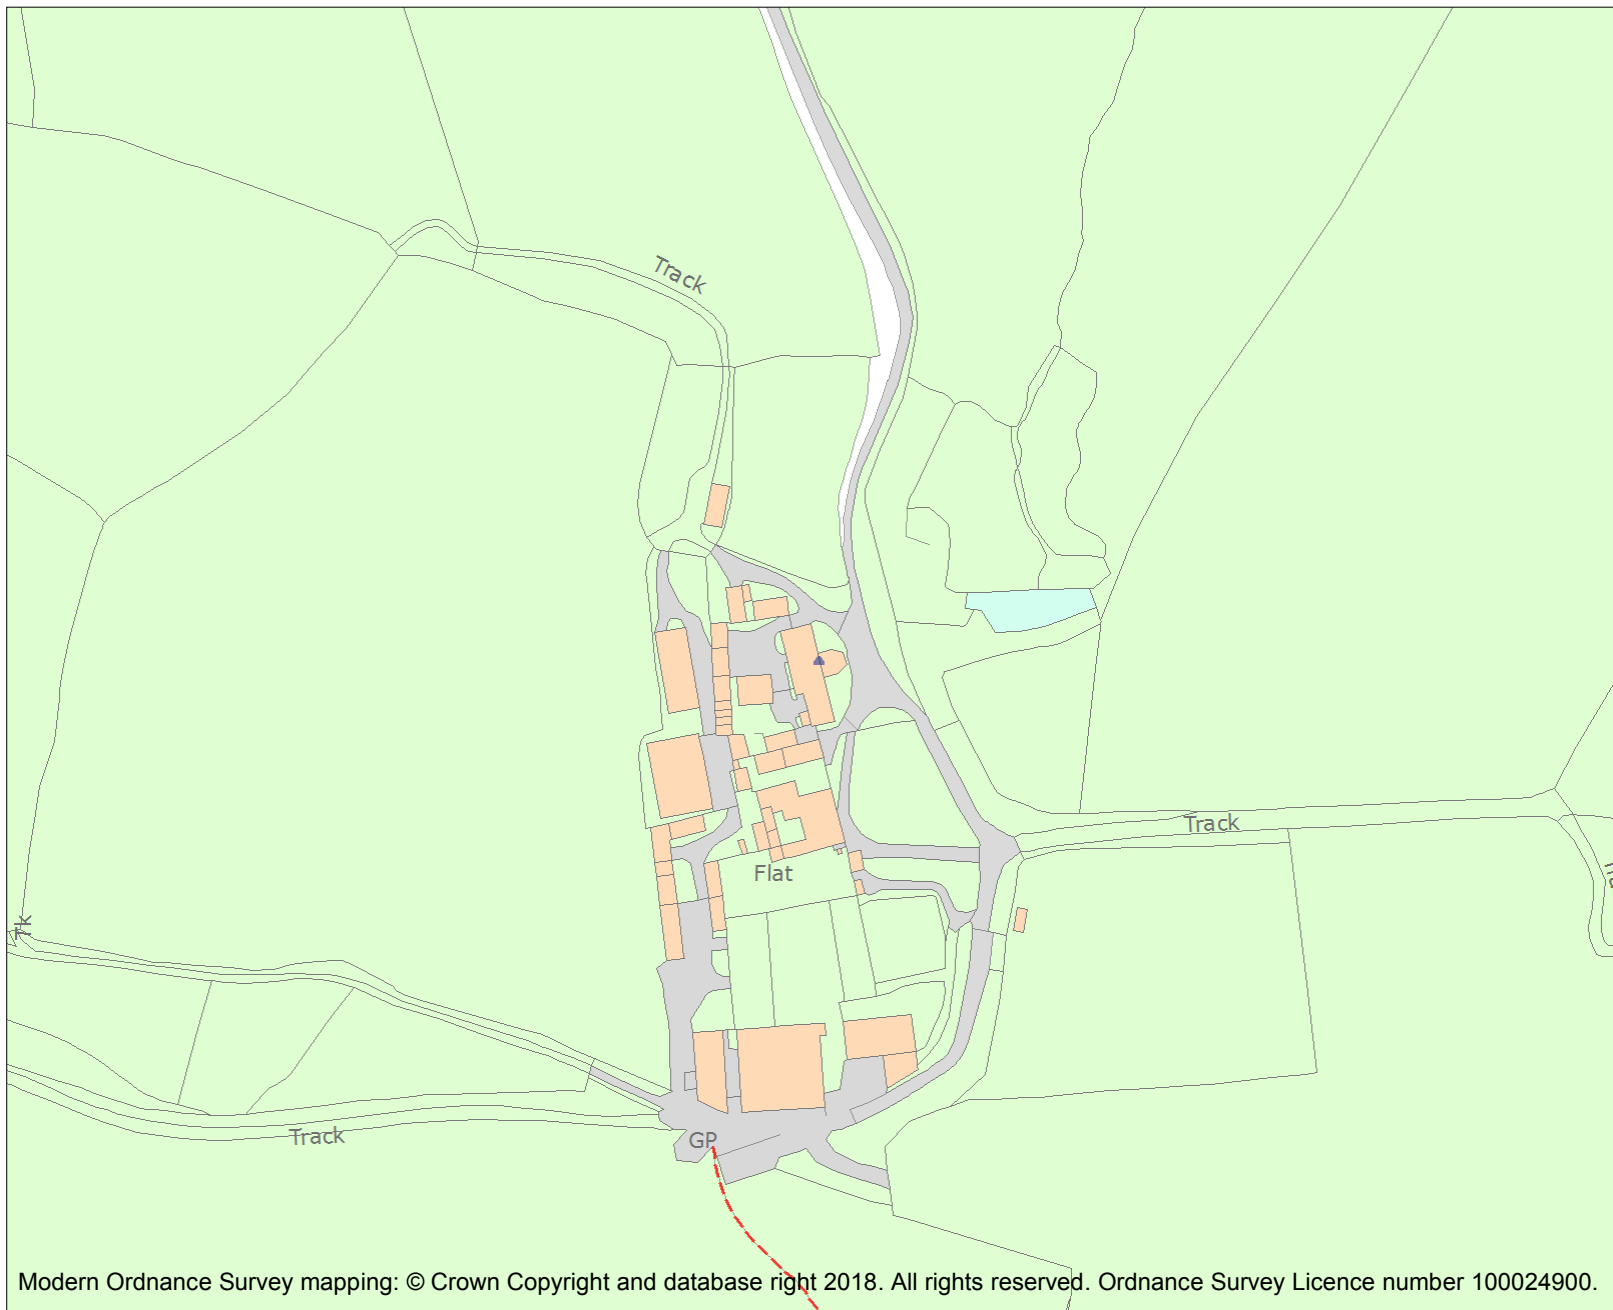 Track
Track
Flat
Tk
Track
GP
Modern Ordnance Survey mapping: © Crown Copyright and database right 2018. All rights reserved. Ordnance Survey Licence number 100024900.